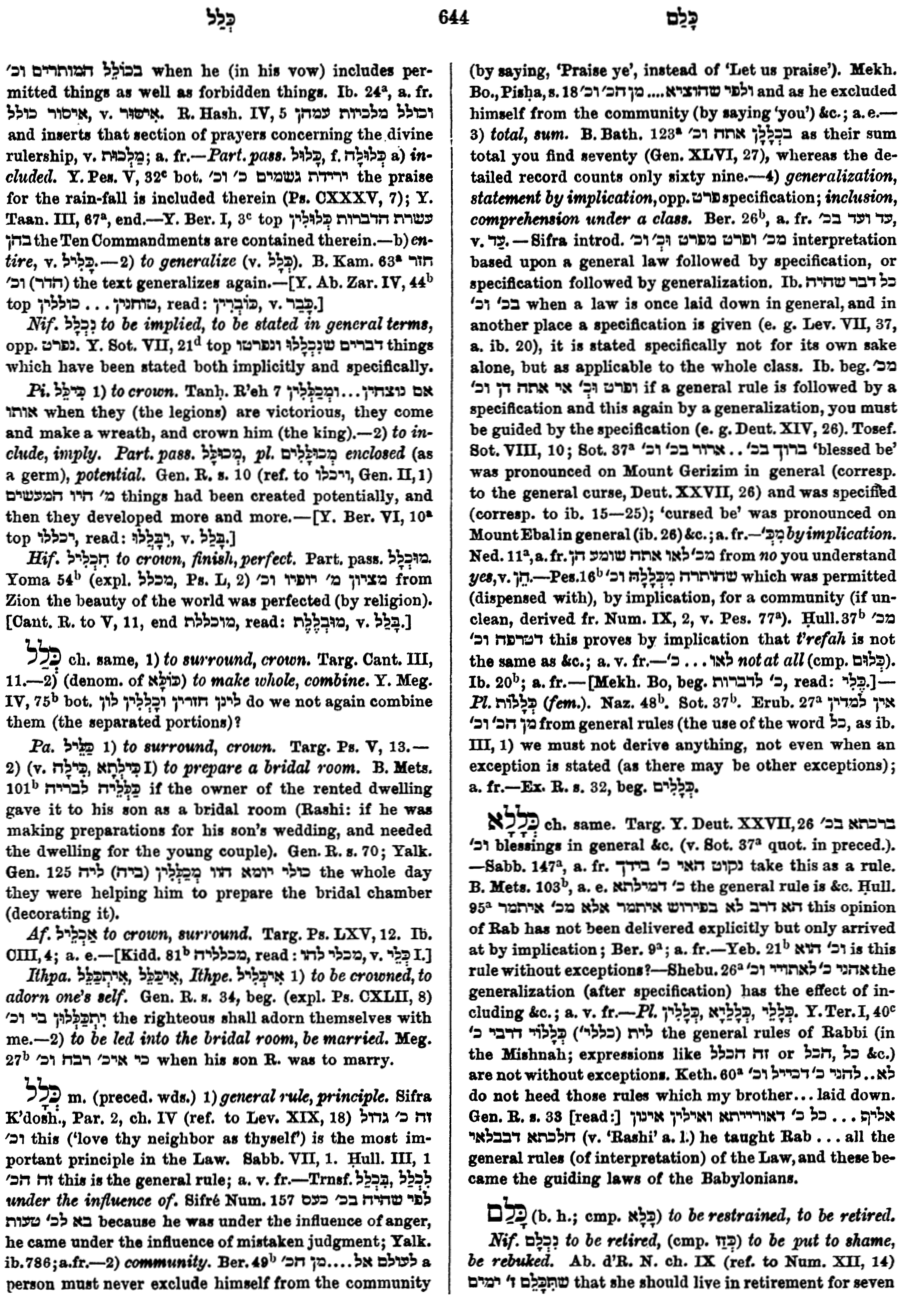 כְּלַל 644 כָּלַם
בכולל המותרים וכ׳ when he (in his vow) includes per-
mitted things as well as forbidden things. Ib. 24ª, a. fr.
איסור כולל, v. אִישּׂוּר. R. Hash. IV, 5 וכולל מלכיות עמהן
and inserts that section of prayers concerning the divine
rulership, v. מַלְכוּת; a. fr.—Part. pass. כָּלוּל, f. כְּלוּלָה a) in-
cluded. Y. Pes. V, 32ᶜ bot. ירידת גשמים כ׳ וכ׳ the praise
for the rain-fall is included therein (Ps. CXXXV, 7); Y.
Taan. III, 67ª, end.—Y. Ber. I, 3ᶜ top עשרת הדברות כְּלוּלִין
בהן the Ten Commandments are contained therein.—b) en-
tire, v. כָּלִיל.—2) to generalize (v. כְּלָל). B. Kam. 63ª חזר
וכ׳ (הדר) the text generalizes again.—[Y. Ab. Zar. IV, 44ᵇ
top טוחנין ... כוללין, read: כּוֹבְרִין, v. כָּבַר.]
Nif. נִכְלָל to be implied, to be stated in general terms,
opp. נפרט. Y. Sot. VII, 21ᵈ top דברים שנִכְלָלוּ ונפרטו things
which have been stated both implicitly and specifically.
Pi. כִּילֵּל 1) to crown. Tanḥ. R'eh 7 אם נוצחין...ומְכַלְּלִין
אותו when they (the legions) are victorious, they come
and make a wreath, and crown him (the king).—2) to in-
clude, imply. Part. pass. מְכוּלָּל, pl. מְכוּלָּלִים enclosed (as
a germ), potential. Gen. R. s. 10 (ref. to ויכלו, Gen. II, 1)
מ׳ היו המעשים things had been created potentially, and
then they developed more and more.—[Y. Ber. VI, 10ª
top יכללו, read: יְבָּלֲלוּ, v. בָּלַל.]
Hif. הִכְלִיל to crown, finish, perfect. Part. pass. מוּכְלָל.
Yoma 54ᵇ (expl. מכלל, Ps. L, 2) מציון מ׳ יופיו וכ׳ from
Zion the beauty of the world was perfected (by religion).
[Cant. R. to V, 11, end מוכללת, read: מוּבְלֶלֶת, v. בָּלַל.]
כְּלַל ch. same, 1) to surround, crown. Targ. Cant. III,
11.—2) (denom. of כּוֹלָא) to make whole, combine. Y. Meg.
IV, 75ᵇ bot. לינן חזרין וכָלְלִין לון do we not again combine
them (the separated portions)?
Pa. כַּלֵּיל 1) to surround, crown. Targ. Ps. V, 13.—
2) (v. כִּילָה, כִּילְתָא I) to prepare a bridal room. B. Mets.
101ᵇ כַּלְּלֵיה לבריה if the owner of the rented dwelling
gave it to his son as a bridal room (Rashi: if he was
making preparations for his son's wedding, and needed
the dwelling for the young couple). Gen. R. s. 70; Yalk.
Gen. 125 כולי יומא הוו מְכַלְּלִין (ביה) ליה the whole day
they were helping him to prepare the bridal chamber
(decorating it).
Af. אַכְלֵיל to crown, surround. Targ. Ps. LXV, 12. Ib.
CIII, 4; a. e.—[Kidd. 81ᵇ מכלליה, read: מכלי להו, v. כְּלֵי I.]
Ithpa. אִיתְכַּלַּל, אִיכַּלַּל, Ithpe. אִיכְּלִיל 1) to be crowned, to
adorn one's self. Gen. R. s. 34, beg. (expl. Ps. CXLII, 8)
יִתְכַּלְּלוּן בי וכ׳ the righteous shall adorn themselves with
me.—2) to be led into the bridal room, be married. Meg.
27ᵇ כי איכ׳ רבה וכ׳ when his son R. was to marry.
כְּלָל m. (preced. wds.) 1) general rule, principle. Sifra
K'dosh., Par. 2, ch. IV (ref. to Lev. XIX, 18) זה כ׳ גדול
וכ׳ this ('love thy neighbor as thyself') is the most im-
portant principle in the Law. Sabb. VII, 1. Ḥull. III, 1
זה הכ׳ this is the general rule; a. v. fr.—Trnsf. בִּכְלָל, לִכְלָל
under the influence of. Sifré Num. 157 לפי שהיה בכ׳ כעס
בא לכ׳ טעות because he was under the influence of anger,
he came under the influence of mistaken judgment; Yalk.
ib. 786; a. fr.—2) community. Ber. 49ᵇ לעולם אל....מן הכ׳ a
person must never exclude himself from the community
(by saying, 'Praise ye', instead of 'Let us praise'). Mekh.
Bo., Pisḥa, s. 18 ולפי שהוציא....מן הכ׳ וכ׳ and as he excluded
himself from the community (by saying 'you') &c.; a. e.—
3) total, sum. B. Bath. 123ª בכְלָלָן אתה וכ׳ as their sum
total you find seventy (Gen. XLVI, 27), whereas the de-
tailed record counts only sixty nine.—4) generalization,
statement by implication, opp. פרט specification; inclusion,
comprehension under a class. Ber. 26ᵇ, a. fr. עד ועד בכ׳,
v. עַד.—Sifra introd. מכ׳ ופרט מפרט וּכְ׳ וכ׳ interpretation
based upon a general law followed by specification, or
specification followed by generalization. Ib. כל דבר שהיה
בכ׳ וכ׳ when a law is once laid down in general, and in
another place a specification is given (e. g. Lev. VII, 37,
a. ib. 20), it is stated specifically not for its own sake
alone, but as applicable to the whole class. Ib. beg. מכ׳
ופרט וּכְ׳ אי אתה דן וכ׳ if a general rule is followed by a
specification and this again by a generalization, you must
be guided by the specification (e. g. Deut. XIV, 26). Tosef.
Sot. VIII, 10; Sot. 37ª ברוך בכ׳ .. ארור בכ׳ וכ׳ 'blessed be'
was pronounced on Mount Gerizim in general (corresp.
to the general curse, Deut. XXVII, 26) and was specified
(corresp. to ib. 15—25); 'cursed be' was pronounced on
Mount Ebal in general (ib. 26) &c.; a. fr.—מִכְּ׳ by implication.
Ned. 11ª, a. fr. מכ׳ לאו אתה שומע הן from no you understand
yes, v. הֵן.—Pes. 16ᵇ שהותרה מִכְּלָלָהּ וכ׳ which was permitted
(dispensed with), by implication, for a community (if un-
clean, derived fr. Num. IX, 2, v. Pes. 77ª). Ḥull. 37ᵇ מכ׳
דטרפה וכ׳ this proves by implication that t'refah is not
the same as &c.; a. v. fr.—לאו ... כ׳ not at all (cmp. כְּלוּם).
Ib. 20ᵇ; a. fr.—[Mekh. Bo, beg. כ׳ לדברות, read: כְּלִי.]—
Pl. כְּלָלוֹת (fem.). Naz. 48ᵇ. Sot. 37ᵇ. Erub. 27ª אין למדין
מן הכ׳ וכ׳ from general rules (the use of the word כל, as ib.
III, 1) we must not derive anything, not even when an
exception is stated (as there may be other exceptions);
a. fr.—Ex. R. s. 32, beg. כְּלָלִים.
כְּלָלָא ch. same. Targ. Y. Deut. XXVII, 26 ברכתא בכ׳
וכ׳ blessings in general &c. (v. Sot. 37ª quot. in preced.).
—Sabb. 147ª, a. fr. נקוט האי כ׳ בידך take this as a rule.
B. Mets. 103ᵇ, a. e. כ׳ דמילתא the general rule is &c. Ḥull.
95ª הא דרב לא בפירוש איתמר אלא מכ׳ איתמר this opinion
of Rab has not been delivered explicitly but only arrived
at by implication; Ber. 9ª; a. fr.—Yeb. 21ᵇ וכ׳ הוא is this
rule without exceptions?—Shebu. 26ª אהני כ׳ לאתויי וכ׳ the
generalization (after specification) has the effect of in-
cluding &c.; a. v. fr.—Pl. כְּלָלֵי, כְּלָלַיָּא, כְּלָלִין. Y. Ter. I, 40ᶜ
לית (כללי׳) כְּלָלוֹי דרבי כ׳ the general rules of Rabbi (in
the Mishnah; expressions like זה הכלל or כל, הכל &c.)
are not without exceptions. Keth. 60ª לא..להני כ׳ דכייל וכ׳
do not heed those rules which my brother... laid down.
Gen. R. s. 33 [read:] אליף... כל כ׳ דאורייתא ואילין אינון
הלכתא דבבלאי (v. 'Rashi' a. l.) he taught Rab ... all the
general rules (of interpretation) of the Law, and these be-
came the guiding laws of the Babylonians.
כָּלַם (b. h.; cmp. כָּלָא) to be restrained, to be retired.
Nif. נִכְלָם to be retired, (cmp. כְּהֵי) to be put to shame,
be rebuked. Ab. d'R. N. ch. IX (ref. to Num. XII, 14)
שתִּכָּלֵם ז׳ ימים that she should live in retirement for seven